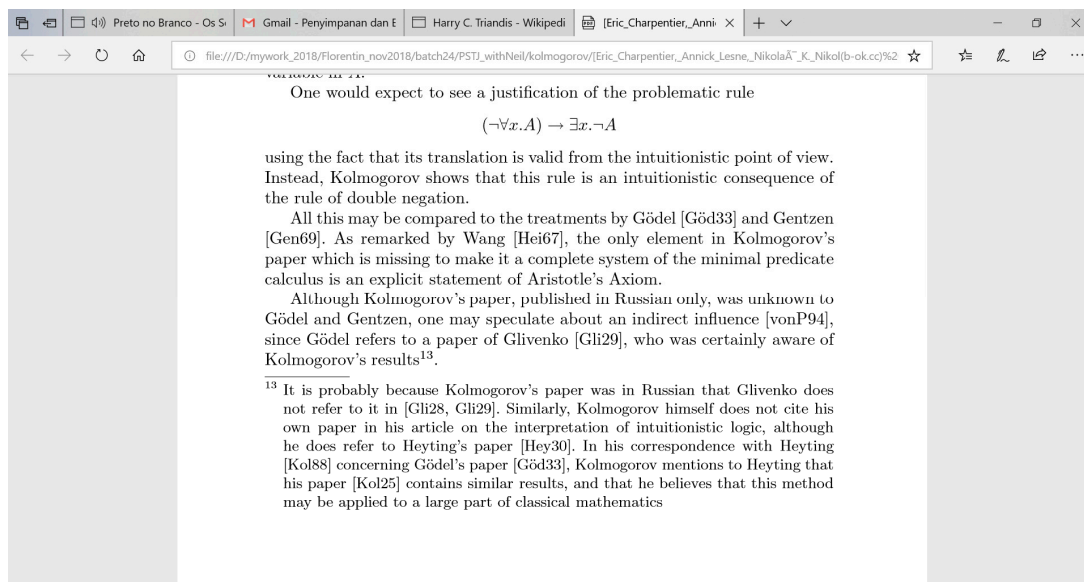 Preto no Branco - Os S
Gmail - Penyimpanan dan E
Harry C. Triandis - Wikipedi
[Eric_Charpentier,_Anni
file:///D:/mywork_2018/Florentin_nov2018/batch24/PSTJ_withNeil/kolmogorov/[Eric_Charpentier,_Annick_Lesne,_NikolaÃ¯_K._Nikol(b-ok.cc)%2
variable in A.
One would expect to see a justification of the problematic rule
(¬∀x.A) → ∃x.¬A
using the fact that its translation is valid from the intuitionistic point of view.
Instead, Kolmogorov shows that this rule is an intuitionistic consequence of
the rule of double negation.
All this may be compared to the treatments by Gödel [Göd33] and Gentzen
[Gen69]. As remarked by Wang [Hei67], the only element in Kolmogorov's
paper which is missing to make it a complete system of the minimal predicate
calculus is an explicit statement of Aristotle's Axiom.
Although Kolmogorov's paper, published in Russian only, was unknown to
Gödel and Gentzen, one may speculate about an indirect influence [vonP94],
since Gödel refers to a paper of Glivenko [Gli29], who was certainly aware of
Kolmogorov's results¹³.
¹³ It is probably because Kolmogorov's paper was in Russian that Glivenko does
not refer to it in [Gli28, Gli29]. Similarly, Kolmogorov himself does not cite his
own paper in his article on the interpretation of intuitionistic logic, although
he does refer to Heyting's paper [Hey30]. In his correspondence with Heyting
[Kol88] concerning Gödel's paper [Göd33], Kolmogorov mentions to Heyting that
his paper [Kol25] contains similar results, and that he believes that this method
may be applied to a large part of classical mathematics